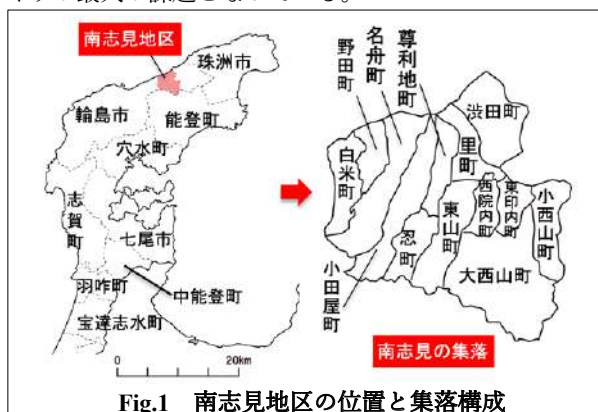 南志見地区
珠洲市
輪島市
能登町
穴水町
志賀町
七尾市
羽咋町
中能登町
宝達志水町
0
20km
野田町
名舟町
尊利地町
渋田町
白米町
里町
西院内町
東印内町
小西山町
忍町
東山町
大西山町
小田屋町
南志見の集落
Fig.1 南志見地区の位置と集落構成